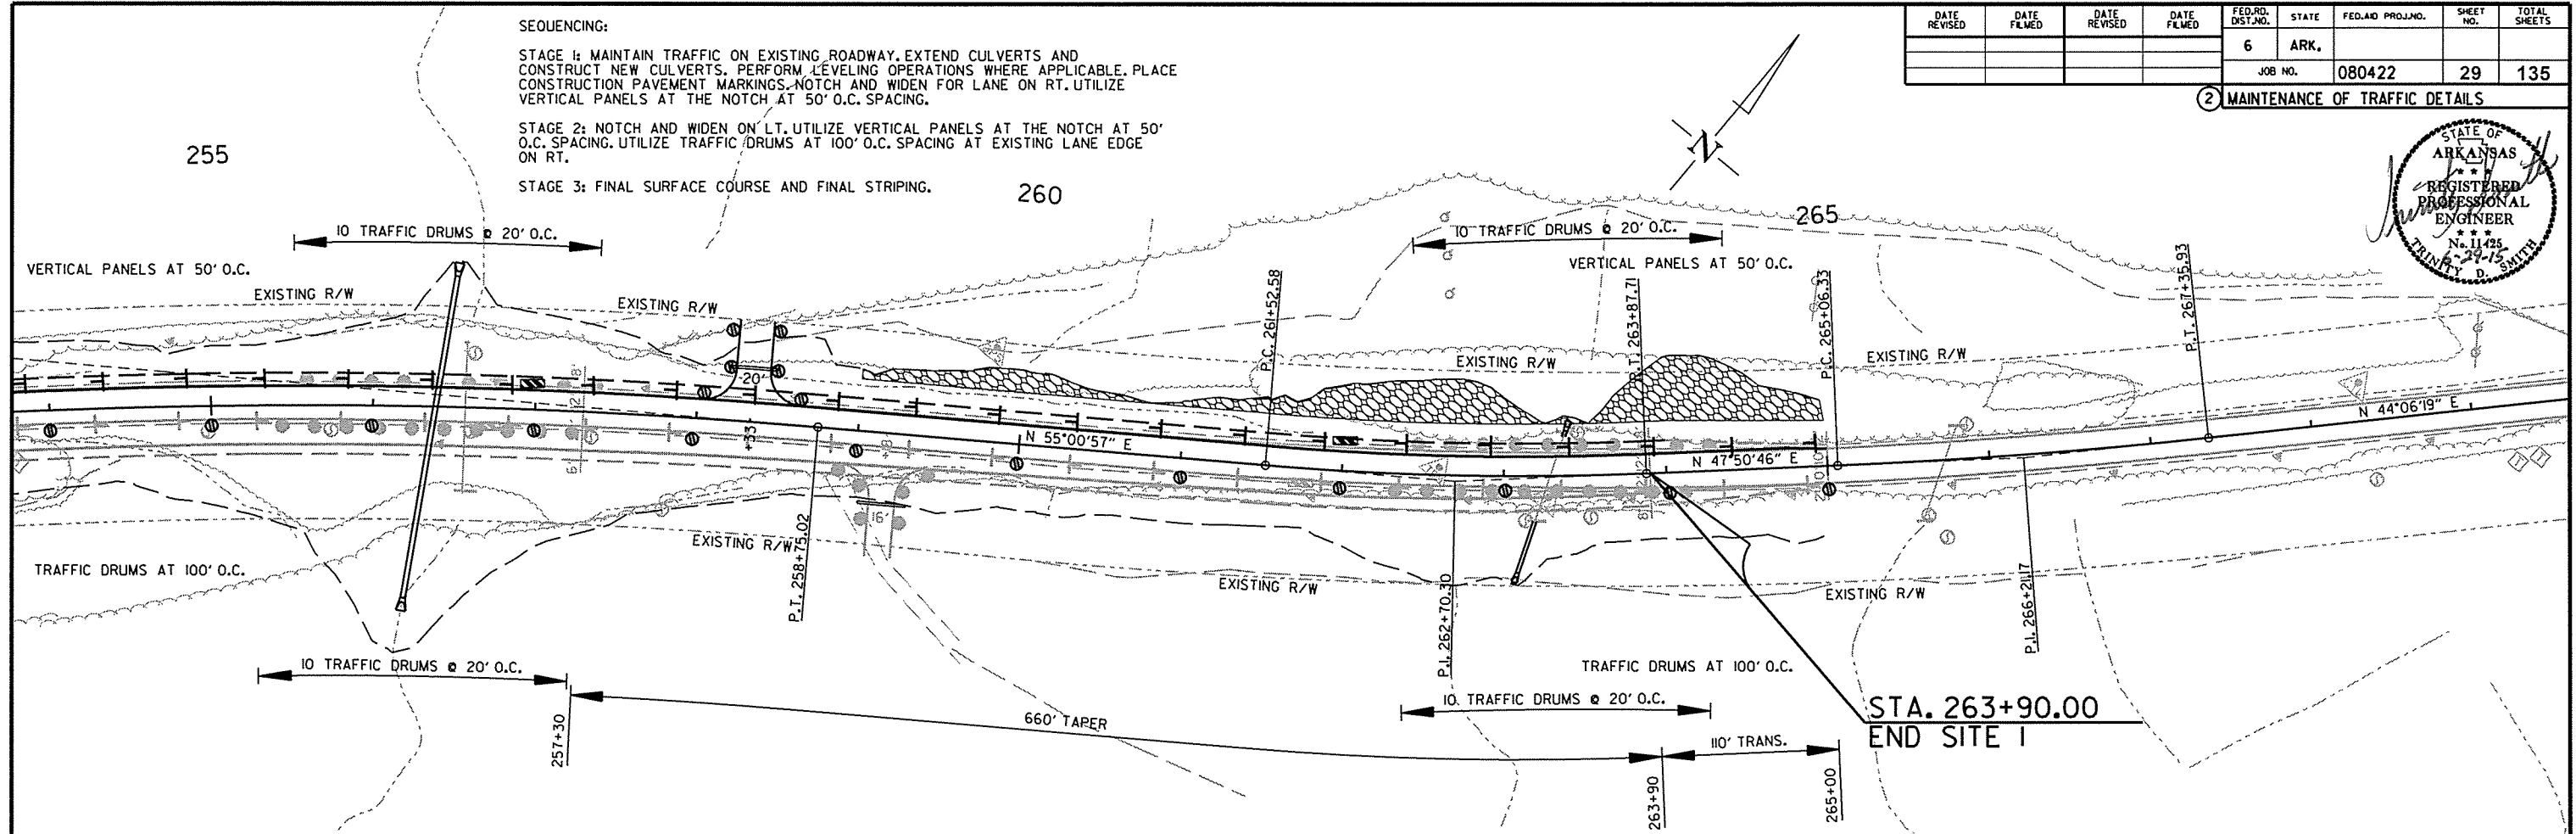 SEQUENCING:
STAGE 1: MAINTAIN TRAFFIC ON EXISTING ROADWAY. EXTEND CULVERTS AND
CONSTRUCT NEW CULVERTS. PERFORM LEVELING OPERATIONS WHERE APPLICABLE. PLACE
CONSTRUCTION PAVEMENT MARKINGS. NOTCH AND WIDEN FOR LANE ON RT. UTILIZE
VERTICAL PANELS AT THE NOTCH AT 50' O.C. SPACING.
STAGE 2: NOTCH AND WIDEN ON LT. UTILIZE VERTICAL PANELS AT THE NOTCH AT 50'
O.C. SPACING. UTILIZE TRAFFIC DRUMS AT 100' O.C. SPACING AT EXISTING LANE EDGE
ON RT.
STAGE 3: FINAL SURFACE COURSE AND FINAL STRIPING.
DATE REVISED
DATE FILMED
DATE REVISED
DATE FILMED
FED.RD. DIST.NO.
STATE
FED.AID PROJ.NO.
SHEET NO.
TOTAL SHEETS
6
ARK.
JOB NO.
080422
29
135
2 MAINTENANCE OF TRAFFIC DETAILS
STATE OF
ARKANSAS
REGISTERED
PROFESSIONAL
ENGINEER
No. 11425
6-29-15
TRINITY D. SMITH
N
255
260
265
10 TRAFFIC DRUMS @ 20' O.C.
10 TRAFFIC DRUMS @ 20' O.C.
VERTICAL PANELS AT 50' O.C.
VERTICAL PANELS AT 50' O.C.
EXISTING R/W
EXISTING R/W
EXISTING R/W
EXISTING R/W
P.C. 261+52.58
P.T. 263+87.71
P.C. 265+06.33
P.T. 267+35.93
20'
+33
N 55°00'57" E
N 47°50'46" E
N 44°06'19" E
16'
EXISTING R/W
EXISTING R/W
EXISTING R/W
P.T. 258+75.02
P.I. 262+70.30
P.I. 266+21.17
TRAFFIC DRUMS AT 100' O.C.
TRAFFIC DRUMS AT 100' O.C.
10 TRAFFIC DRUMS @ 20' O.C.
10 TRAFFIC DRUMS @ 20' O.C.
660' TAPER
110' TRANS.
257+30
263+90
265+00
STA. 263+90.00
END SITE 1